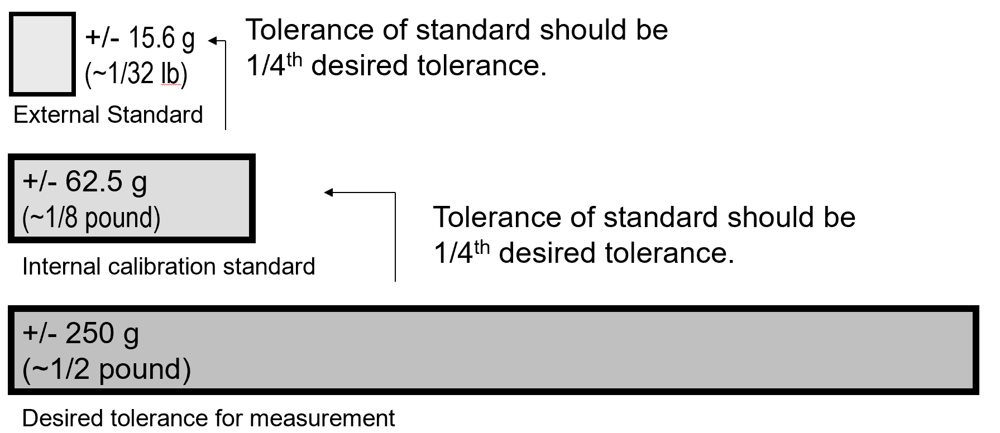 +/- 15.6 g
(~1/32 lb)
External Standard
Tolerance of standard should be
1/4th desired tolerance.
+/- 62.5 g
(~1/8 pound)
Internal calibration standard
Tolerance of standard should be
1/4th desired tolerance.
+/- 250 g
(~1/2 pound)
Desired tolerance for measurement